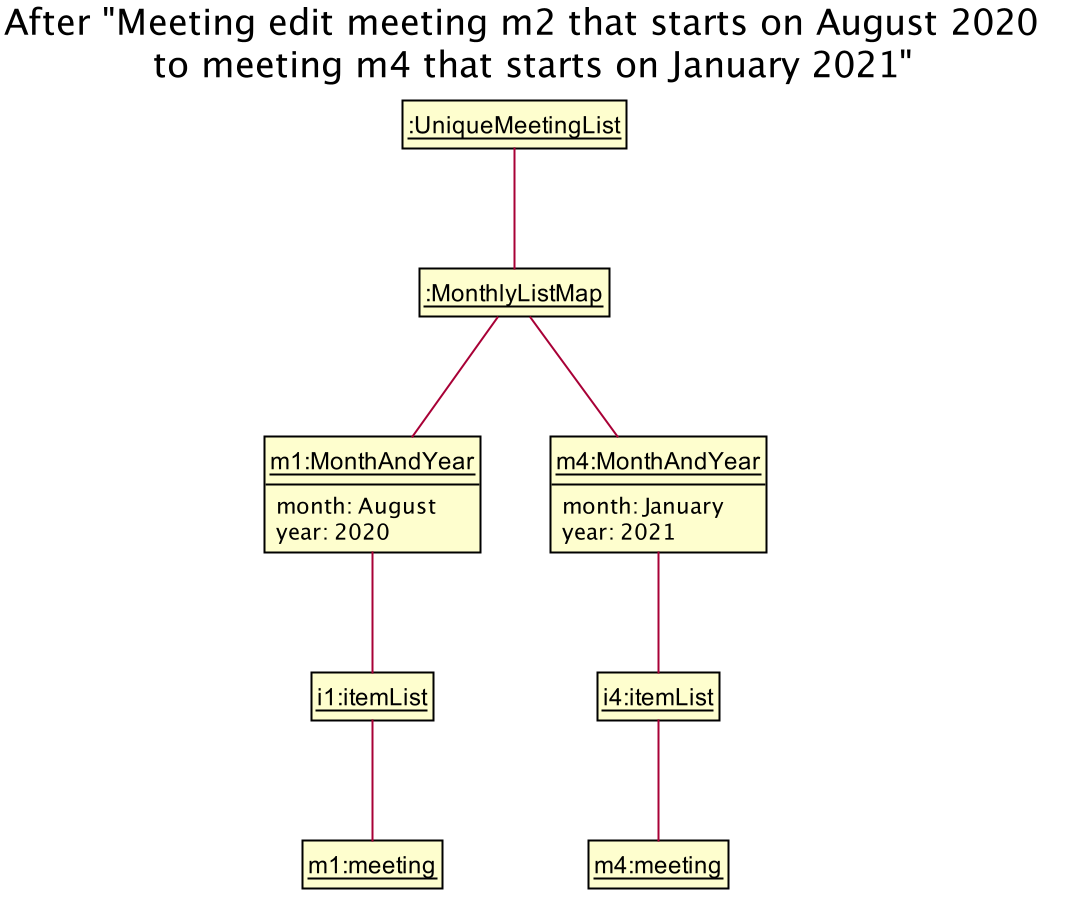 After "Meeting edit meeting m2 that starts on August 2020
to meeting m4 that starts on January 2021"
:UniqueMeetingList
:MonthlyListMap
m1:MonthAndYear
month: August
year: 2020
m4:MonthAndYear
month: January
year: 2021
i1:itemList
i4:itemList
m1:meeting
m4:meeting